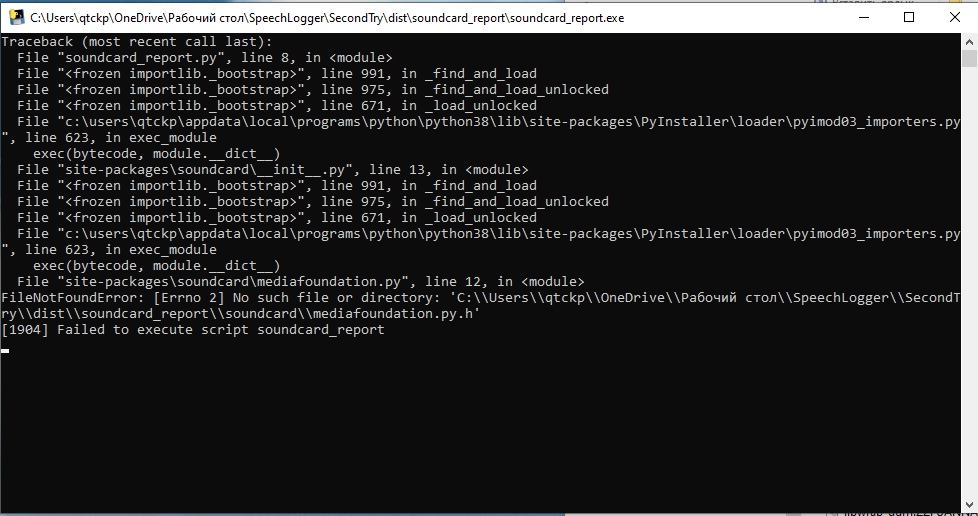 C:\Users\qtckp\OneDrive\Рабочий стол\SpeechLogger\SecondTry\dist\soundcard_report\soundcard_report.exe
Traceback (most recent call last):
  File "soundcard_report.py", line 8, in <module>
  File "<frozen importlib._bootstrap>", line 991, in _find_and_load
  File "<frozen importlib._bootstrap>", line 975, in _find_and_load_unlocked
  File "<frozen importlib._bootstrap>", line 671, in _load_unlocked
  File "c:\users\qtckp\appdata\local\programs\python\python38\lib\site-packages\PyInstaller\loader\pyimod03_importers.py
", line 623, in exec_module
    exec(bytecode, module.__dict__)
  File "site-packages\soundcard\__init__.py", line 13, in <module>
  File "<frozen importlib._bootstrap>", line 991, in _find_and_load
  File "<frozen importlib._bootstrap>", line 975, in _find_and_load_unlocked
  File "<frozen importlib._bootstrap>", line 671, in _load_unlocked
  File "c:\users\qtckp\appdata\local\programs\python\python38\lib\site-packages\PyInstaller\loader\pyimod03_importers.py
", line 623, in exec_module
    exec(bytecode, module.__dict__)
  File "site-packages\soundcard\mediafoundation.py", line 12, in <module>
FileNotFoundError: [Errno 2] No such file or directory: 'C:\\Users\\qtckp\\OneDrive\\Рабочий стол\\SpeechLogger\\SecondT
ry\\dist\\soundcard_report\\soundcard\\mediafoundation.py.h'
[1904] Failed to execute script soundcard_report